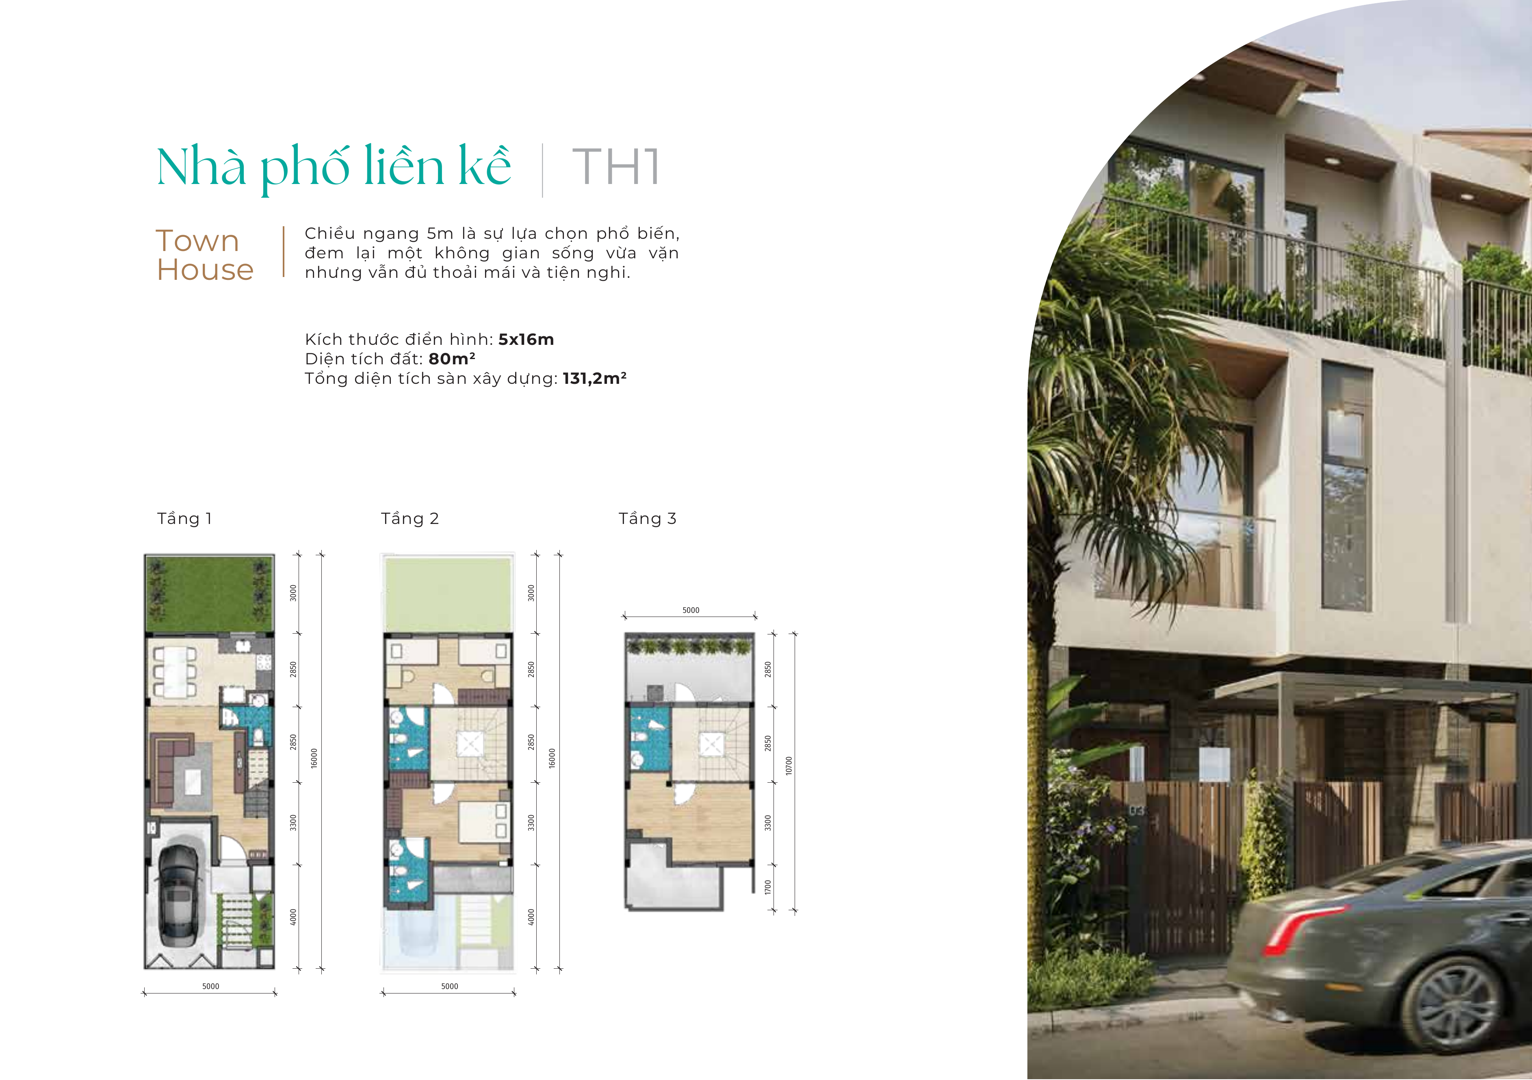 Nhà phố liền kề | TH1
Town
House
Chiều ngang 5m là sự lựa chọn phổ biến,
đem lại một không gian sống vừa vặn
nhưng vẫn đủ thoải mái và tiện nghi.
Kích thước điển hình: 5x16m
Diện tích đất: 80m²
Tổng diện tích sàn xây dựng: 131,2m²
Tầng 1
Tầng 2
Tầng 3
3000
2850
2850
3300
4000
16000
5000
3000
2850
2850
3300
4000
16000
5000
5000
2850
2850
3300
1700
10700
03